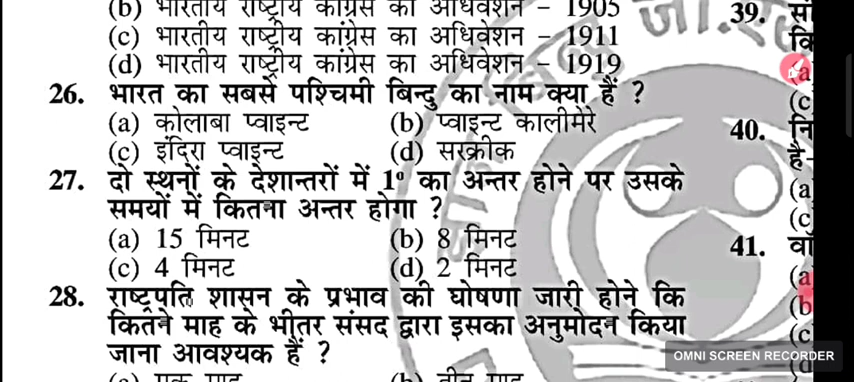 (b) भारतीय राष्ट्रीय कांग्रेस का अधिवेशन – 1905
(c) भारतीय राष्ट्रीय कांग्रेस का अधिवेशन – 1911
(d) भारतीय राष्ट्रीय कांग्रेस का अधिवेशन – 1919
26. भारत का सबसे पश्चिमी बिन्दु का नाम क्या हैं ?
(a) कोलाबा प्वाइन्ट (b) प्वाइन्ट कालीमेरे
(c) इंदिरा प्वाइन्ट (d) सरक्रीक
27. दो स्थनों के देशान्तरों में 1° का अन्तर होने पर उसके
समयों में कितना अन्तर होगा ?
(a) 15 मिनट (b) 8 मिनट
(c) 4 मिनट (d) 2 मिनट
28. राष्ट्रपति शासन के प्रभाव की घोषणा जारी होने कि
कितने माह के भीतर संसद द्वारा इसका अनुमोदन किया
जाना आवश्यक हैं ?
(a) एक माह (b) तीन माह
39.
(a
(c
40.
है-
(a
(c
41.
(a
(b
(c
(d
OMNI SCREEN RECORDER